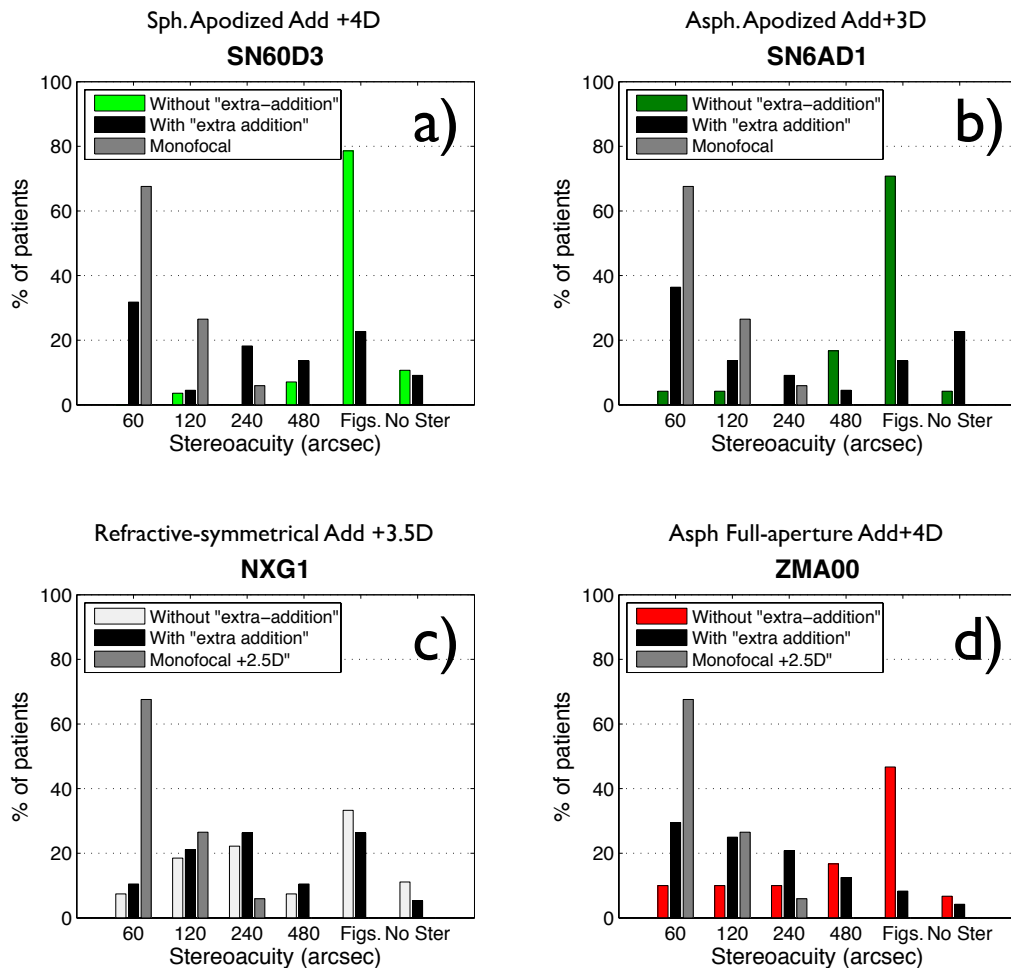 Sph. Apodized Add +4D
SN60D3
100
80
60
40
20
0
% of patients
Without "extra-addition"
With "extra addition"
Monofocal
a)
60 120 240 480 Figs. No Ster
Stereoacuity (arcsec)
Asph. Apodized Add+3D
SN6AD1
100
80
60
40
20
0
% of patients
Without "extra-addition"
With "extra addition"
Monofocal
b)
60 120 240 480 Figs. No Ster
Stereoacuity (arcsec)
Refractive-symmetrical Add +3.5D
NXG1
100
80
60
40
20
0
% of patients
Without "extra-addition"
With "extra addition"
Monofocal +2.5D"
c)
60 120 240 480 Figs. No Ster
Stereoacuity (arcsec)
Asph Full-aperture Add+4D
ZMA00
100
80
60
40
20
0
% of patients
Without "extra-addition"
With "extra addition"
Monofocal +2.5D"
d)
60 120 240 480 Figs. No Ster
Stereoacuity (arcsec)